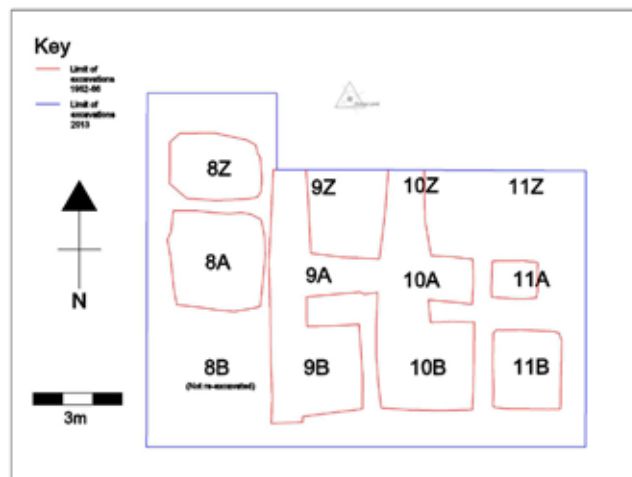 Key
Limit of
excavations
1962-66
Limit of
excavations
2013
8Z
9Z
10Z
11Z
8A
9A
10A
11A
N
8B
(Not re-excavated)
9B
10B
11B
3m